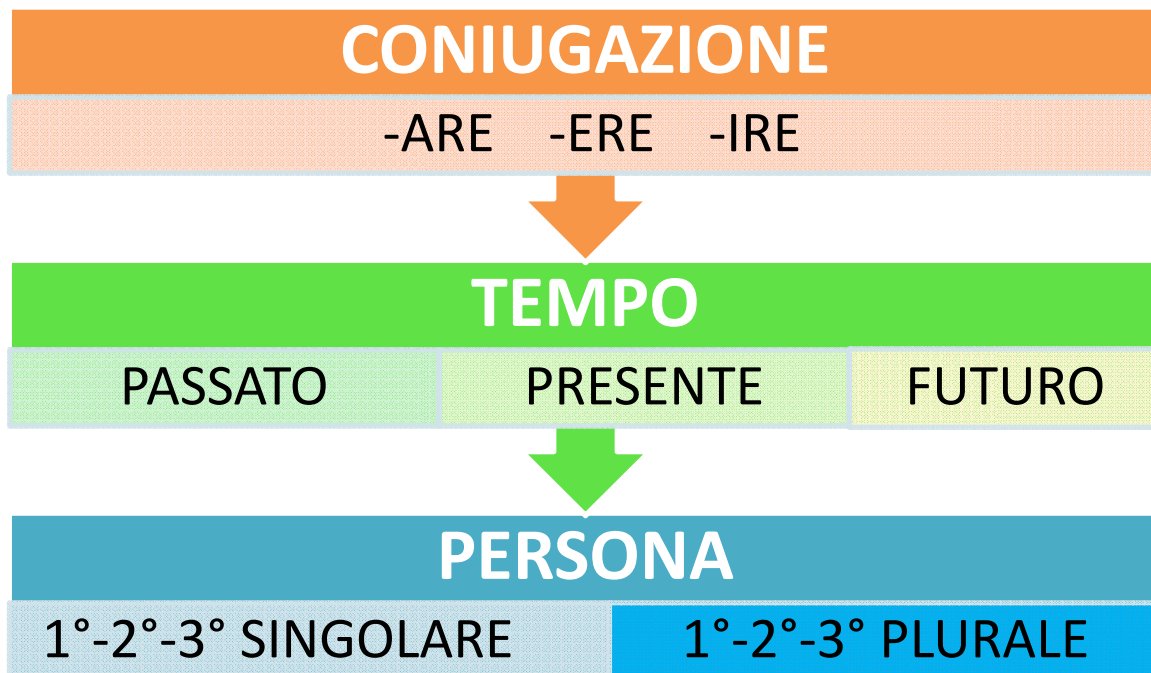 CONIUGAZIONE
-ARE -ERE -IRE
TEMPO
PASSATO PRESENTE FUTURO
PERSONA
1°-2°-3° SINGOLARE 1°-2°-3° PLURALE